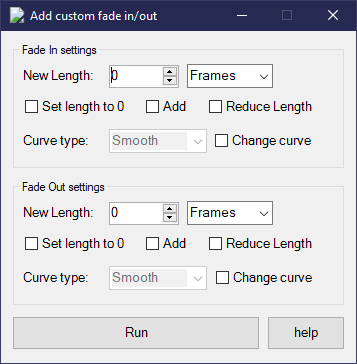 Add custom fade in/out
Fade In settings
New Length: 0 Frames
Set length to 0 Add Reduce Length
Curve type: Smooth Change curve
Fade Out settings
New Length: 0 Frames
Set length to 0 Add Reduce Length
Curve type: Smooth Change curve
Run help